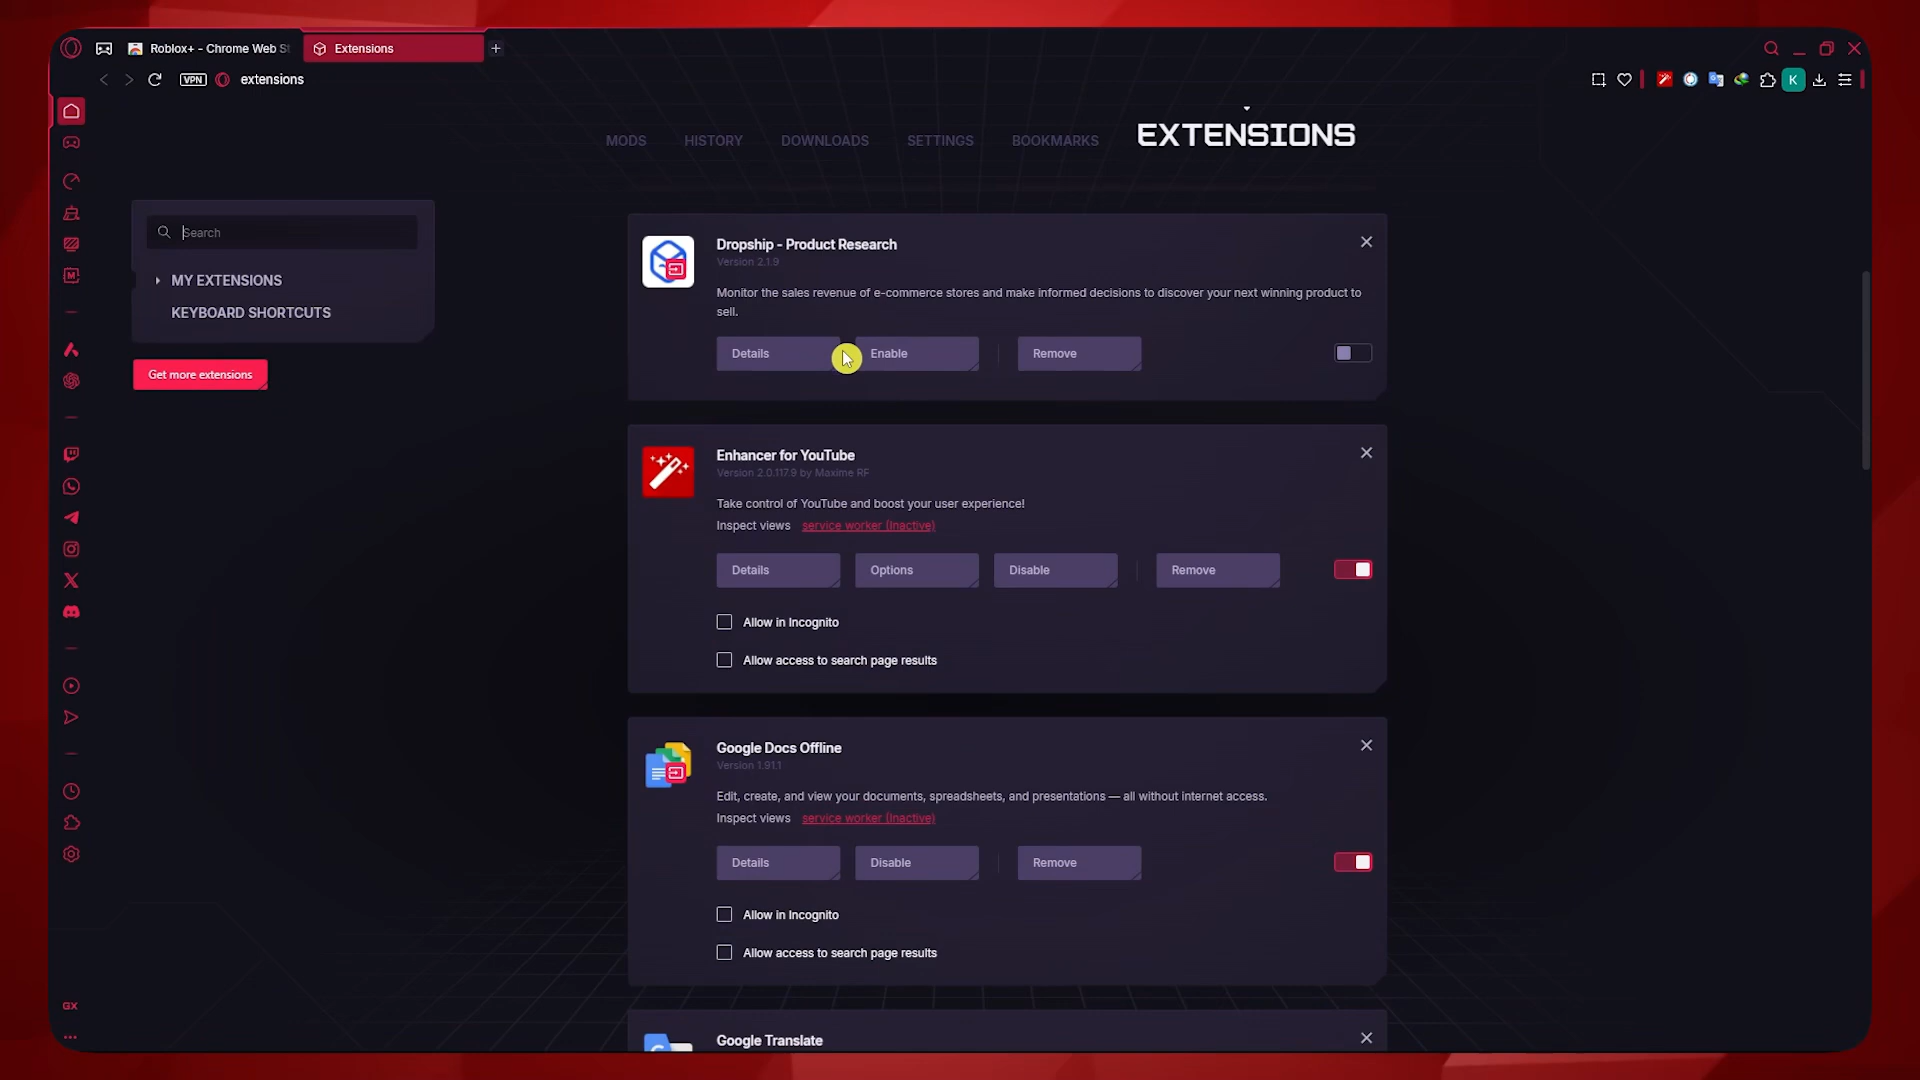 Roblox+ - Chrome Web St
Extensions
VPN
extensions
K
MODS
HISTORY
DOWNLOADS
SETTINGS
BOOKMARKS
EXTENSIONS
Search
MY EXTENSIONS
KEYBOARD SHORTCUTS
Get more extensions
Dropship - Product Research
Version 2.1.9
Monitor the sales revenue of e-commerce stores and make informed decisions to discover your next winning product to
sell.
Details
Enable
Remove
Enhancer for YouTube
Version 2.0.117.9 by Maxime RF
Take control of YouTube and boost your user experience!
Inspect views service worker (Inactive)
Details
Options
Disable
Remove
Allow in Incognito
Allow access to search page results
Google Docs Offline
Version 1.91.1
Edit, create, and view your documents, spreadsheets, and presentations — all without internet access.
Inspect views service worker (Inactive)
Details
Disable
Remove
Allow in Incognito
Allow access to search page results
Google Translate
GX